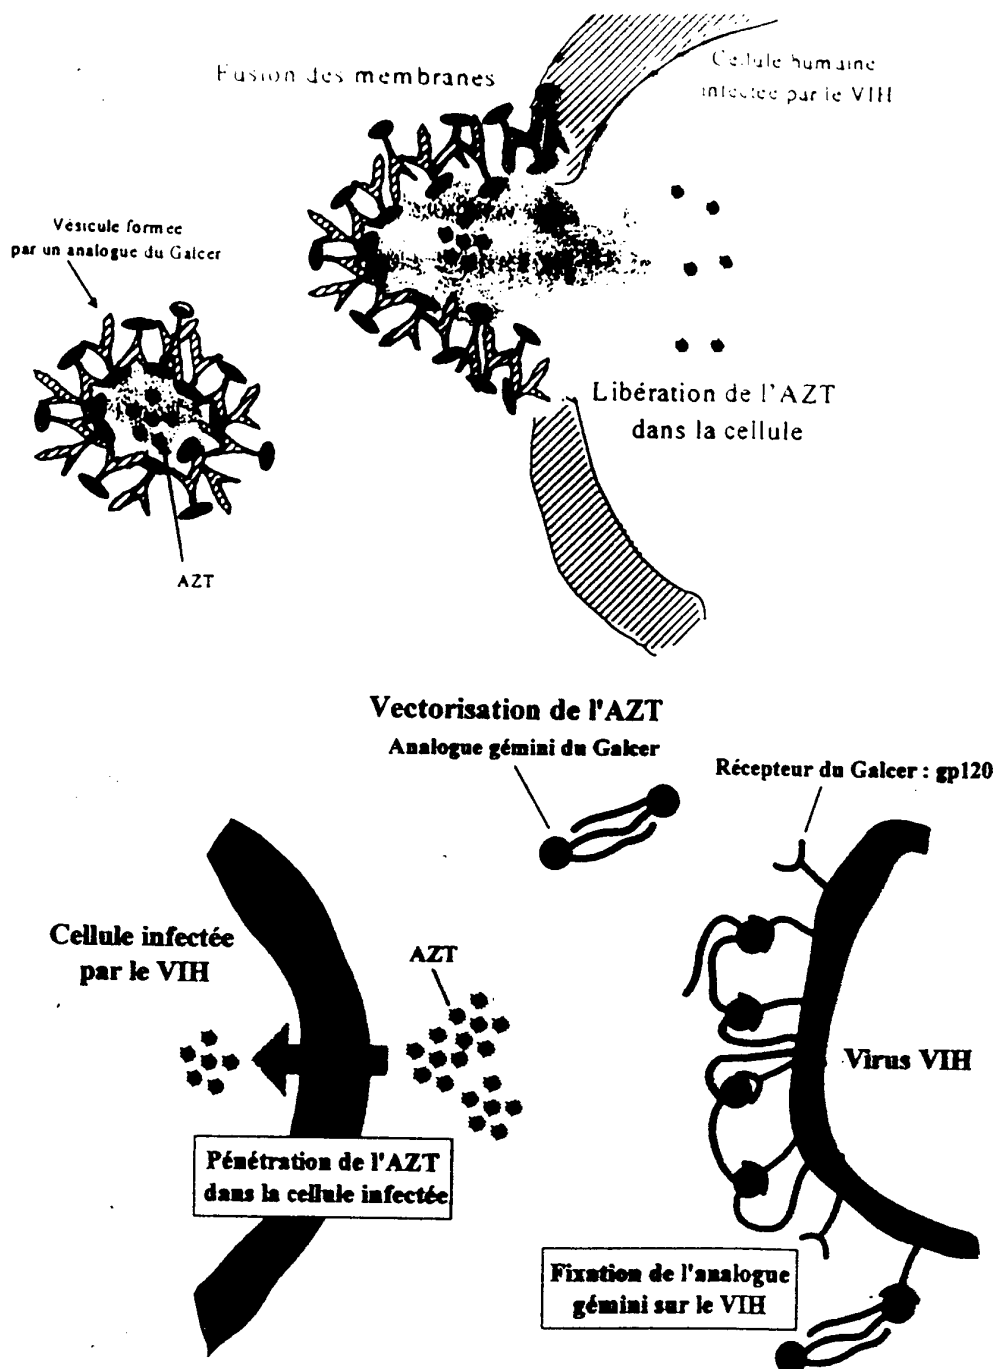 Fusion des membranes
Cellule humaine
infectée par le VIH
Vésicule formee
par un analogue du Galcer
Libération de l'AZT
dans la cellule
AZT
Vectorisation de l'AZT
Analogue gémini du Galcer
Récepteur du Galcer : gp120
Cellule infectée
par le VIH
AZT
Virus VIH
Pénétration de l'AZT
dans la cellule infectée
Fixation de l'analogue
gémini sur le VIH